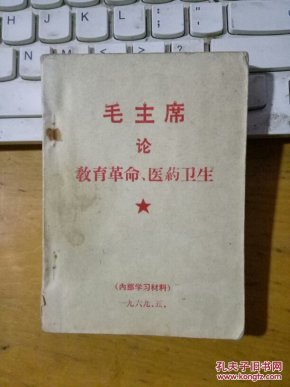 毛主席
论
教育革命、医药卫生
(内部学习材料)
一九六九.五.
孔夫子旧书网